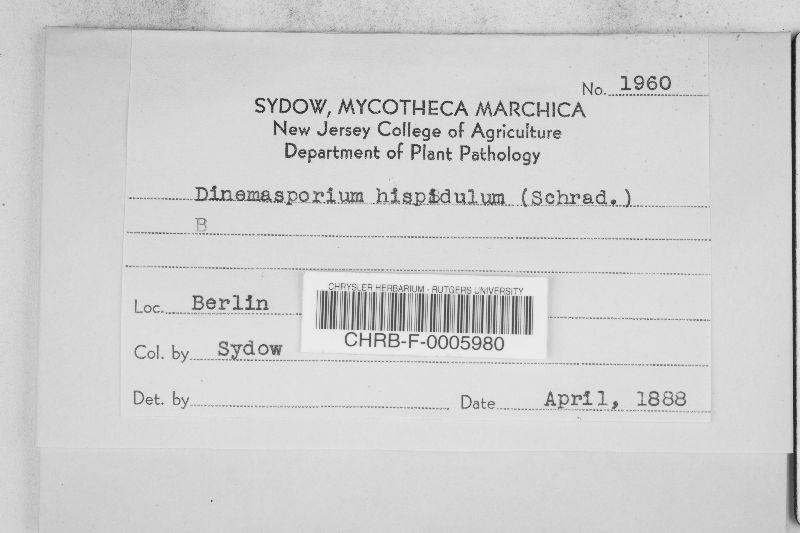 No. 1960
SYDOW, MYCOTHECA MARCHICA
New Jersey College of Agriculture
Department of Plant Pathology
Dinemasporium hispidulum (Schrad.)
B
CHRYSLER HERBARIUM - RUTGERS UNIVERSITY
Loc. Berlin
CHRB-F-0005980
Col. by Sydow
Det. by
Date April, 1888